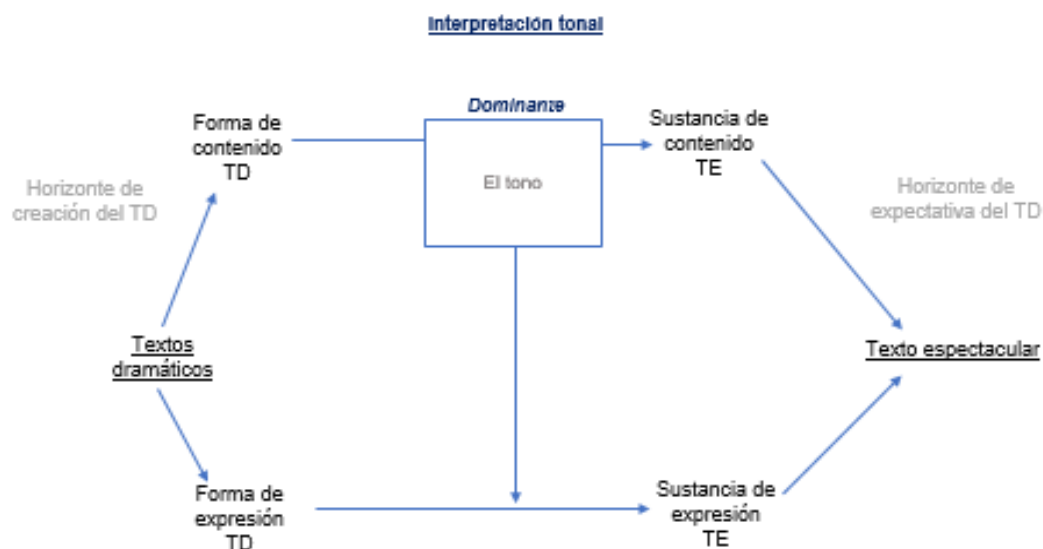 Interpretación tonal
Dominante
Forma de
contenido
TD
Sustancia de
contenido
TE
El tono
Horizonte de
creación del TD
Horizonte de
expectativa del TD
Textos
dramáticos
Texto espectacular
Forma de
expresión
TD
Sustancia de
expresión
TE